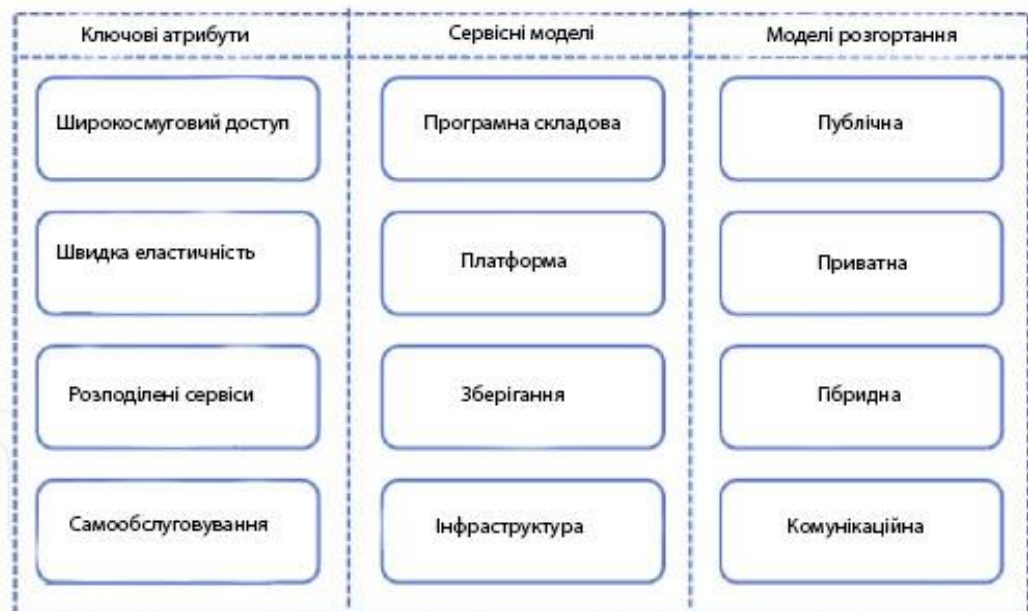 Ключові атрибути
Сервісні моделі
Моделі розгортання
Широкосмуговий доступ
Програмна складова
Публічна
Швидка еластичність
Платформа
Приватна
Розподілені сервіси
Зберігання
Гібридна
Самообслуговування
Інфраструктура
Комунікаційна